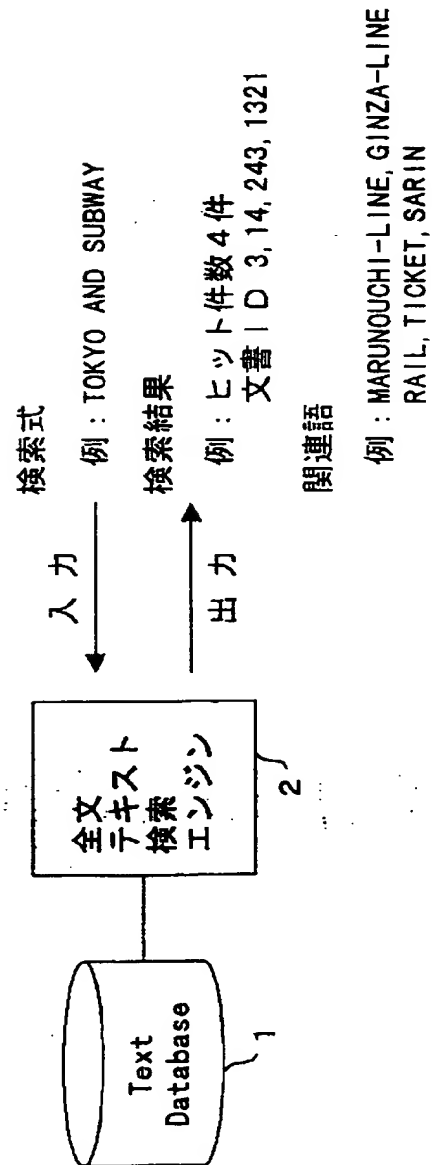 Text
Database
1
全文
テキスト
検索
エンジン
2
入力
出力
検索式
例：TOKYO AND SUBWAY
検索結果
例：ヒット件数4件
文書ID 3, 14, 243, 1321
関連語
例：MARUNOUCHI-LINE, GINZA-LINE
RAIL, TICKET, SARIN